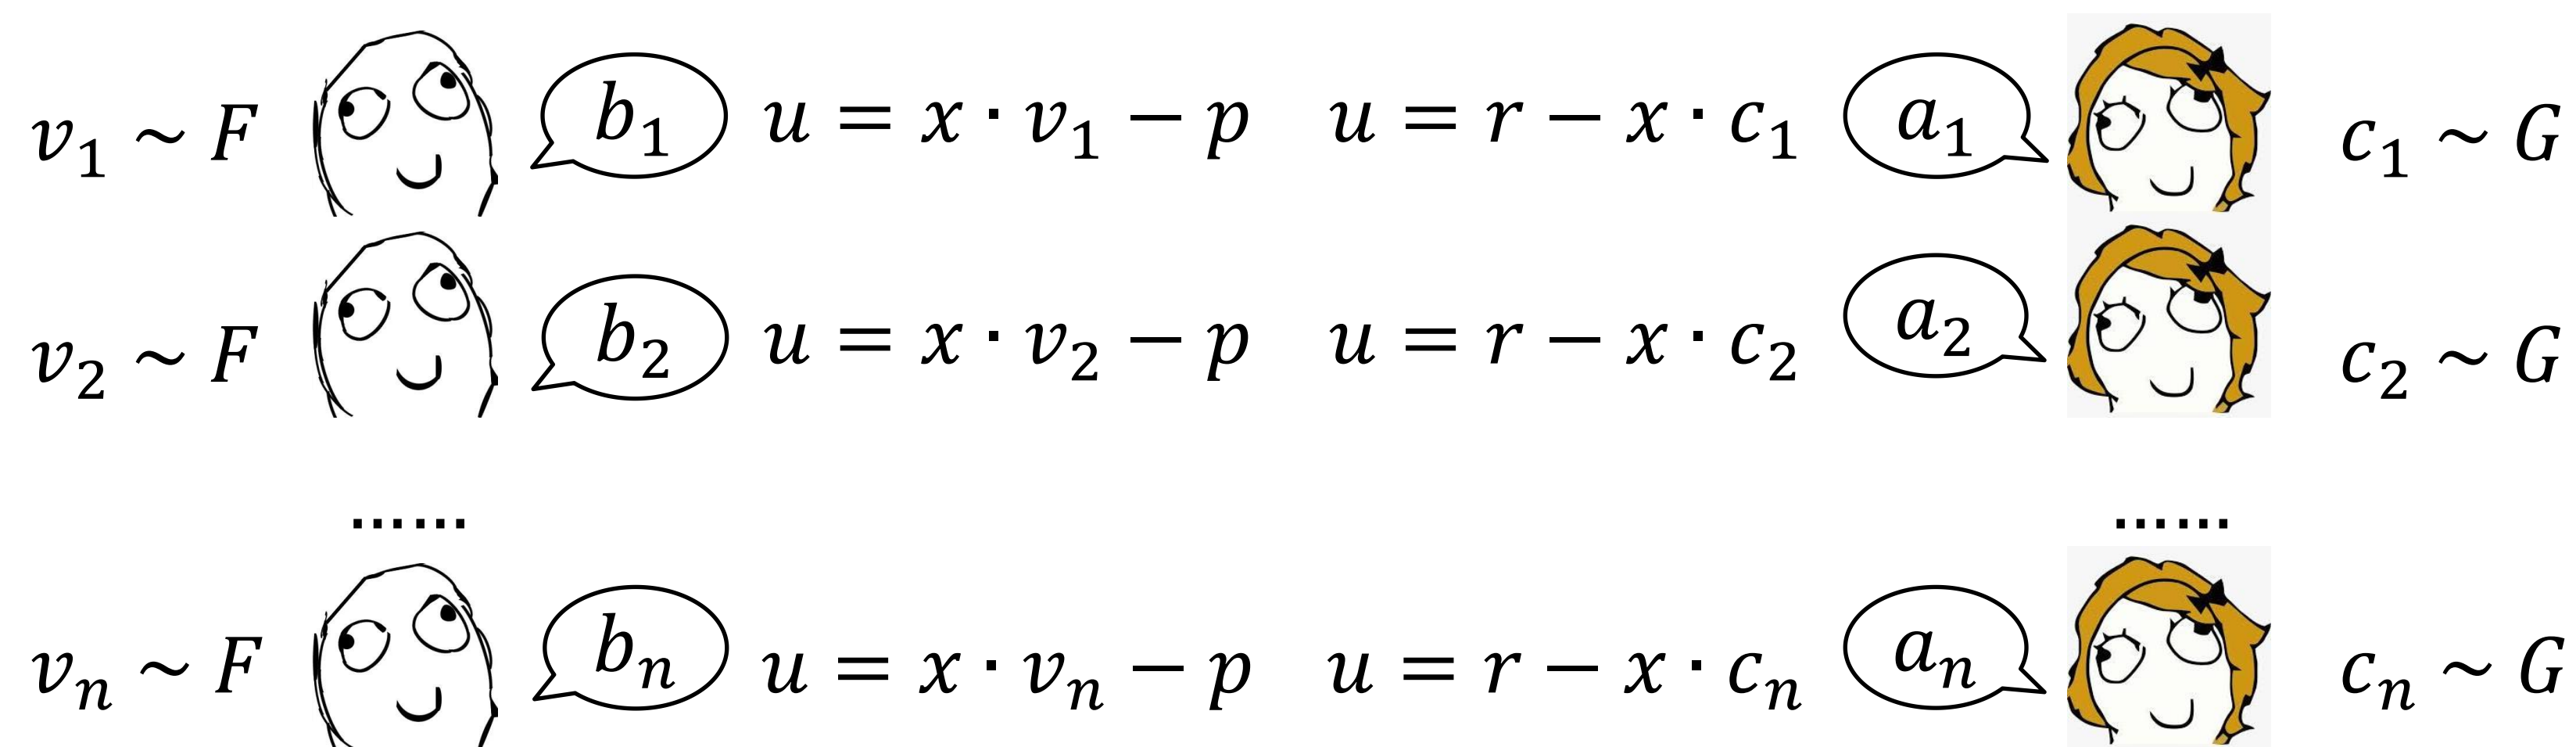 v₁ ~ F b₁ u = x · v₁ − p u = r − x · c₁ a₁ c₁ ~ G
v₂ ~ F b₂ u = x · v₂ − p u = r − x · c₂ a₂ c₂ ~ G
...... ......
vₙ ~ F bₙ u = x · vₙ − p u = r − x · cₙ aₙ cₙ ~ G